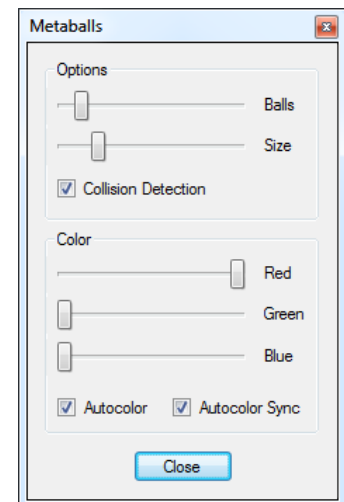 Metaballs
Options
Balls
Size
Collision Detection
Color
Red
Green
Blue
Autocolor Autocolor Sync
Close